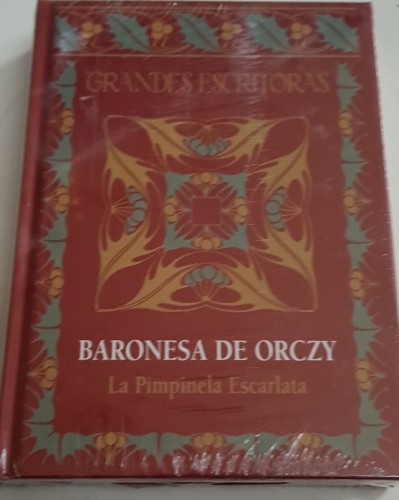 GRANDES ESCRITORAS
BARONESA DE ORCZY
La Pimpinela Escarlata